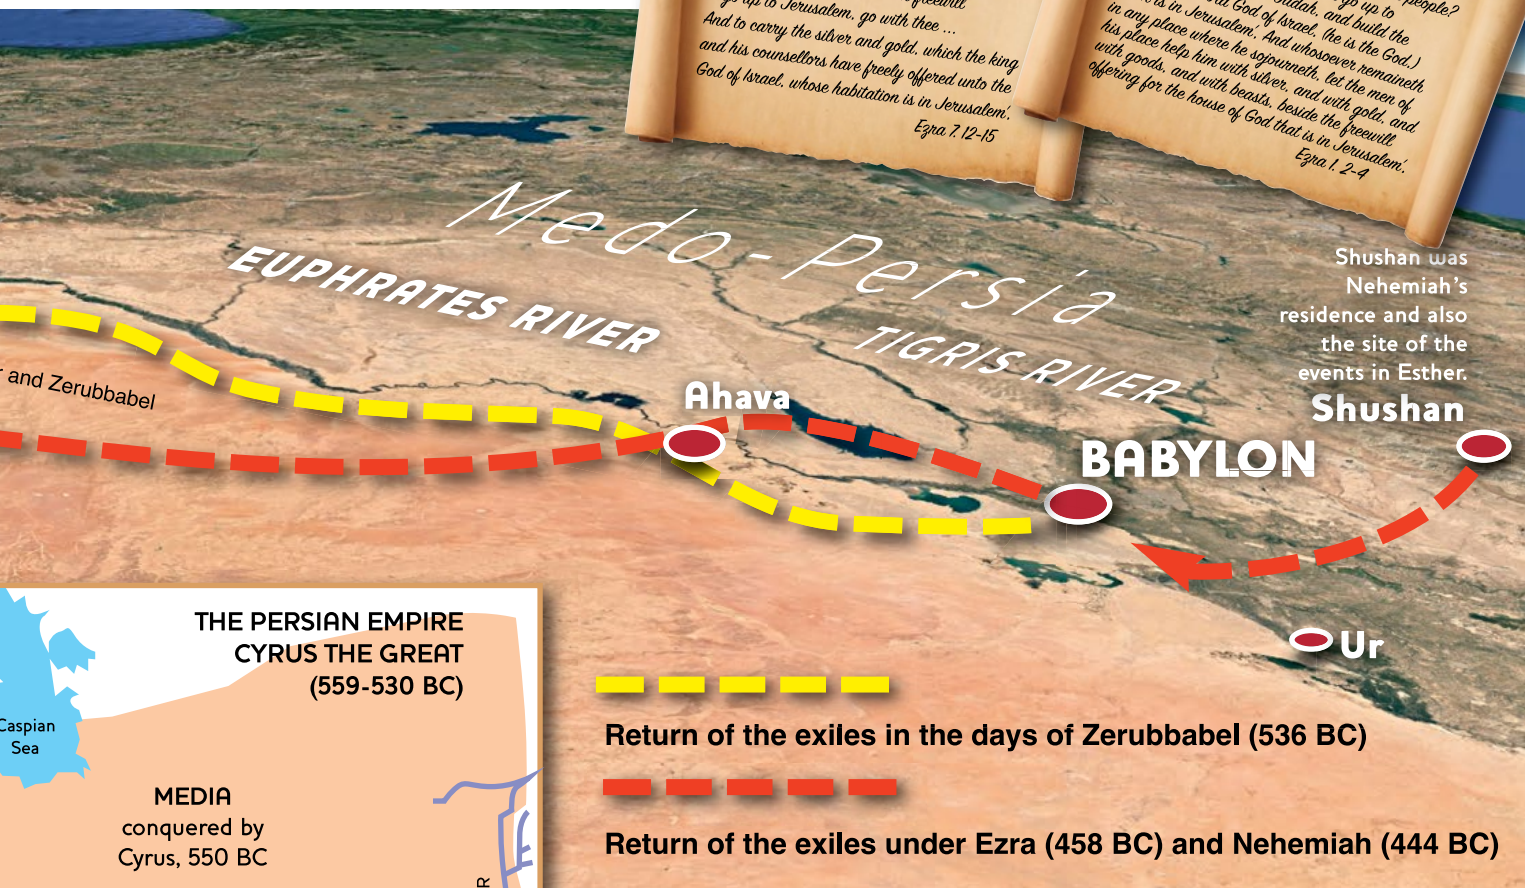 go up to Jerusalem, go with thee ...
And to carry the silver and gold, which the king
and his counsellors have freely offered unto the
God of Israel, whose habitation is in Jerusalem'.
Ezra 7. 12-15
people?
go up to
Judah, and build the
God of Israel, (he is the God,)
is in Jerusalem'. And whosoever remaineth
in any place where he sojourneth, let the men of
his place help him with silver, and with gold, and
with goods, and with beasts, beside the freewill
offering for the house of God that is in Jerusalem'.
Ezra 1. 2-4
Medo-Persia
EUPHRATES RIVER
TIGRIS RIVER
Shushan was
Nehemiah's
residence and also
the site of the
events in Esther.
Shushan
and Zerubbabel
Ahava
BABYLON
Ur
THE PERSIAN EMPIRE
CYRUS THE GREAT
(559-530 BC)
Caspian
Sea
MEDIA
conquered by
Cyrus, 550 BC
R
Return of the exiles in the days of Zerubbabel (536 BC)
Return of the exiles under Ezra (458 BC) and Nehemiah (444 BC)